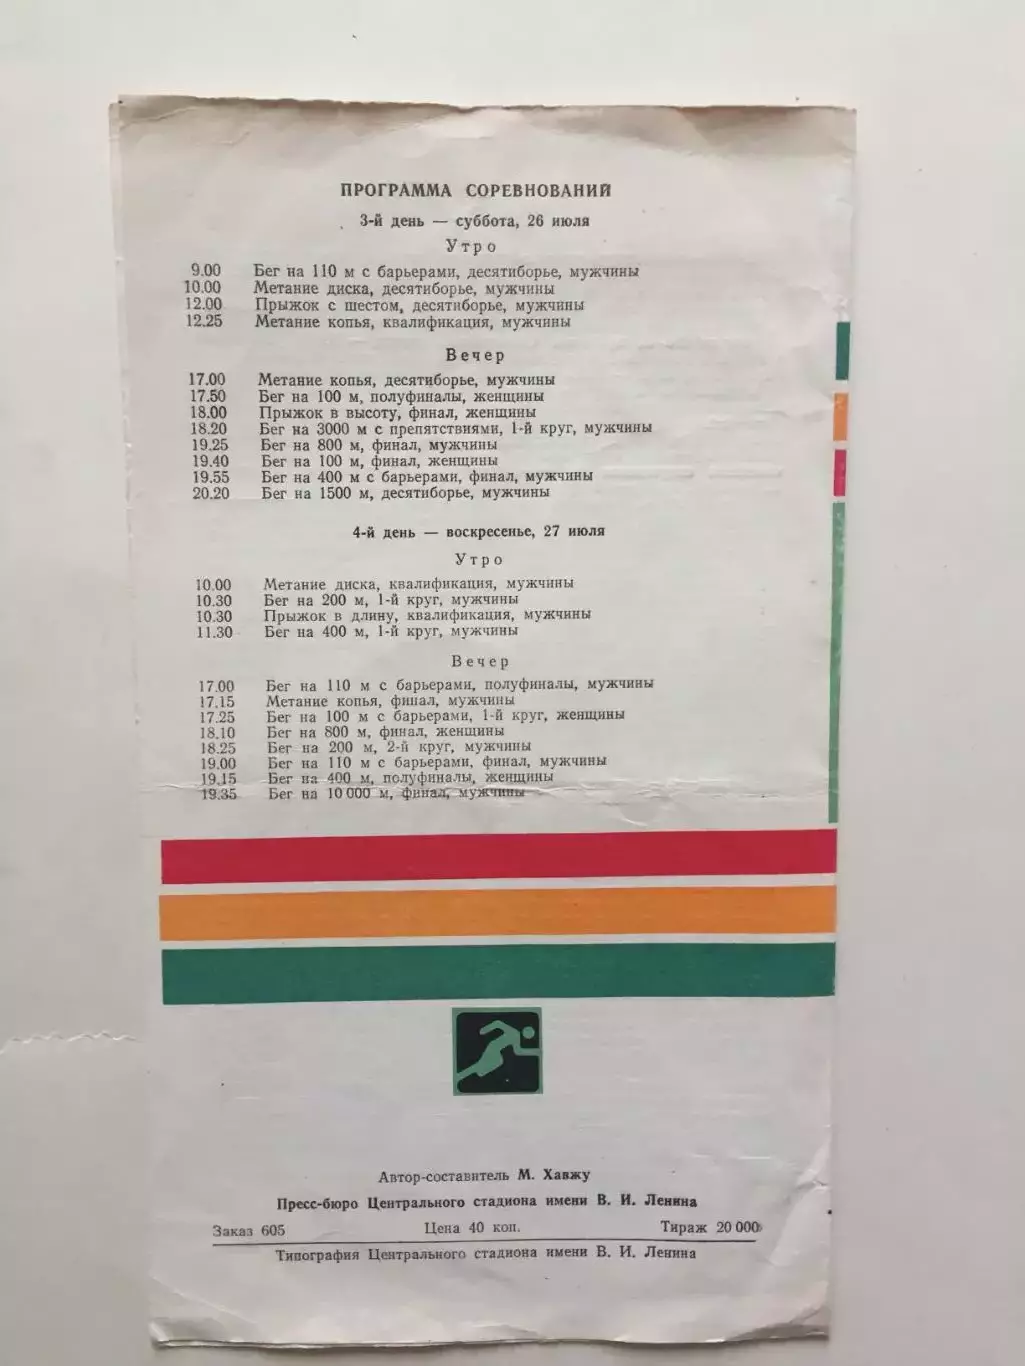 ПРОГРАММА СОРЕВНОВАНИЙ
3-й день — суббота, 26 июля
Утро
9.00 Бег на 110 м с барьерами, десятиборье, мужчины
10.00 Метание диска, десятиборье, мужчины
12.00 Прыжок с шестом, десятиборье, мужчины
12.25 Метание копья, квалификация, мужчины
Вечер
17.00 Метание копья, десятиборье, мужчины
17.50 Бег на 100 м, полуфиналы, женщины
18.00 Прыжок в высоту, финал, женщины
18.20 Бег на 3000 м с препятствиями, 1-й круг, мужчины
19.25 Бег на 800 м, финал, мужчины
19.40 Бег на 100 м, финал, женщины
19.55 Бег на 400 м с барьерами, финал, мужчины
20.20 Бег на 1500 м, десятиборье, мужчины
4-й день — воскресенье, 27 июля
Утро
10.00 Метание диска, квалификация, мужчины
10.30 Бег на 200 м, 1-й круг, мужчины
10.30 Прыжок в длину, квалификация, мужчины
11.30 Бег на 400 м, 1-й круг, мужчины
Вечер
17.00 Бег на 110 м с барьерами, полуфиналы, мужчины
17.15 Метание копья, финал, мужчины
17.25 Бег на 100 м с барьерами, 1-й круг, женщины
18.10 Бег на 800 м, финал, женщины
18.25 Бег на 200 м, 2-й круг, мужчины
19.00 Бег на 110 м с барьерами, финал, мужчины
19.15 Бег на 400 м, полуфиналы, женщины
19.35 Бег на 10 000 м, финал, мужчины
Автор-составитель М. Хавжу
Пресс-бюро Центрального стадиона имени В. И. Ленина
Заказ 605 Цена 40 коп. Тираж 20 000
Типография Центрального стадиона имени В. И. Ленина